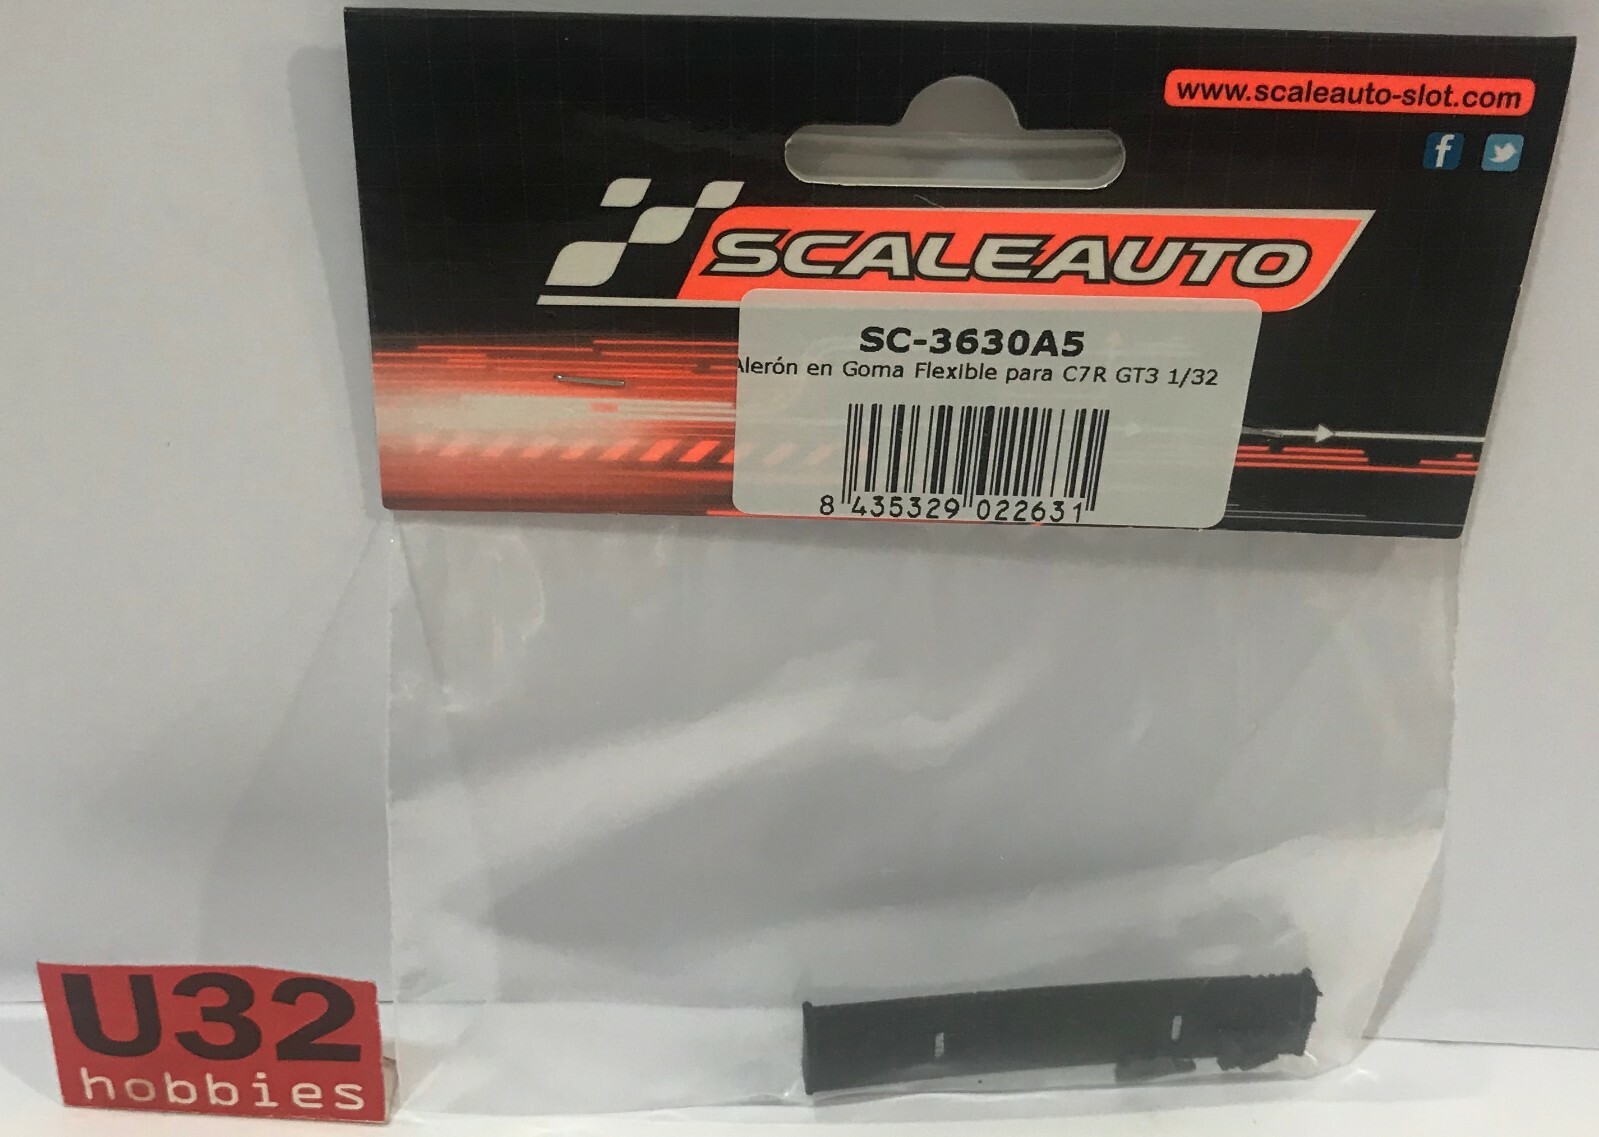 www.scaleauto-slot.com
f
SCALEAUTO
SC-3630A5
Alerón en Goma Flexible para C7R GT3 1/32
8 435329 022631
U32
hobbies